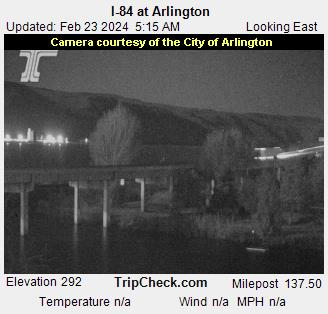 I-84 at Arlington
Updated: Feb 23 2024 5:15 AM Looking East
Camera courtesy of the City of Arlington
Elevation 292 TripCheck.com Milepost 137.50
Temperature n/a Wind n/a MPH n/a